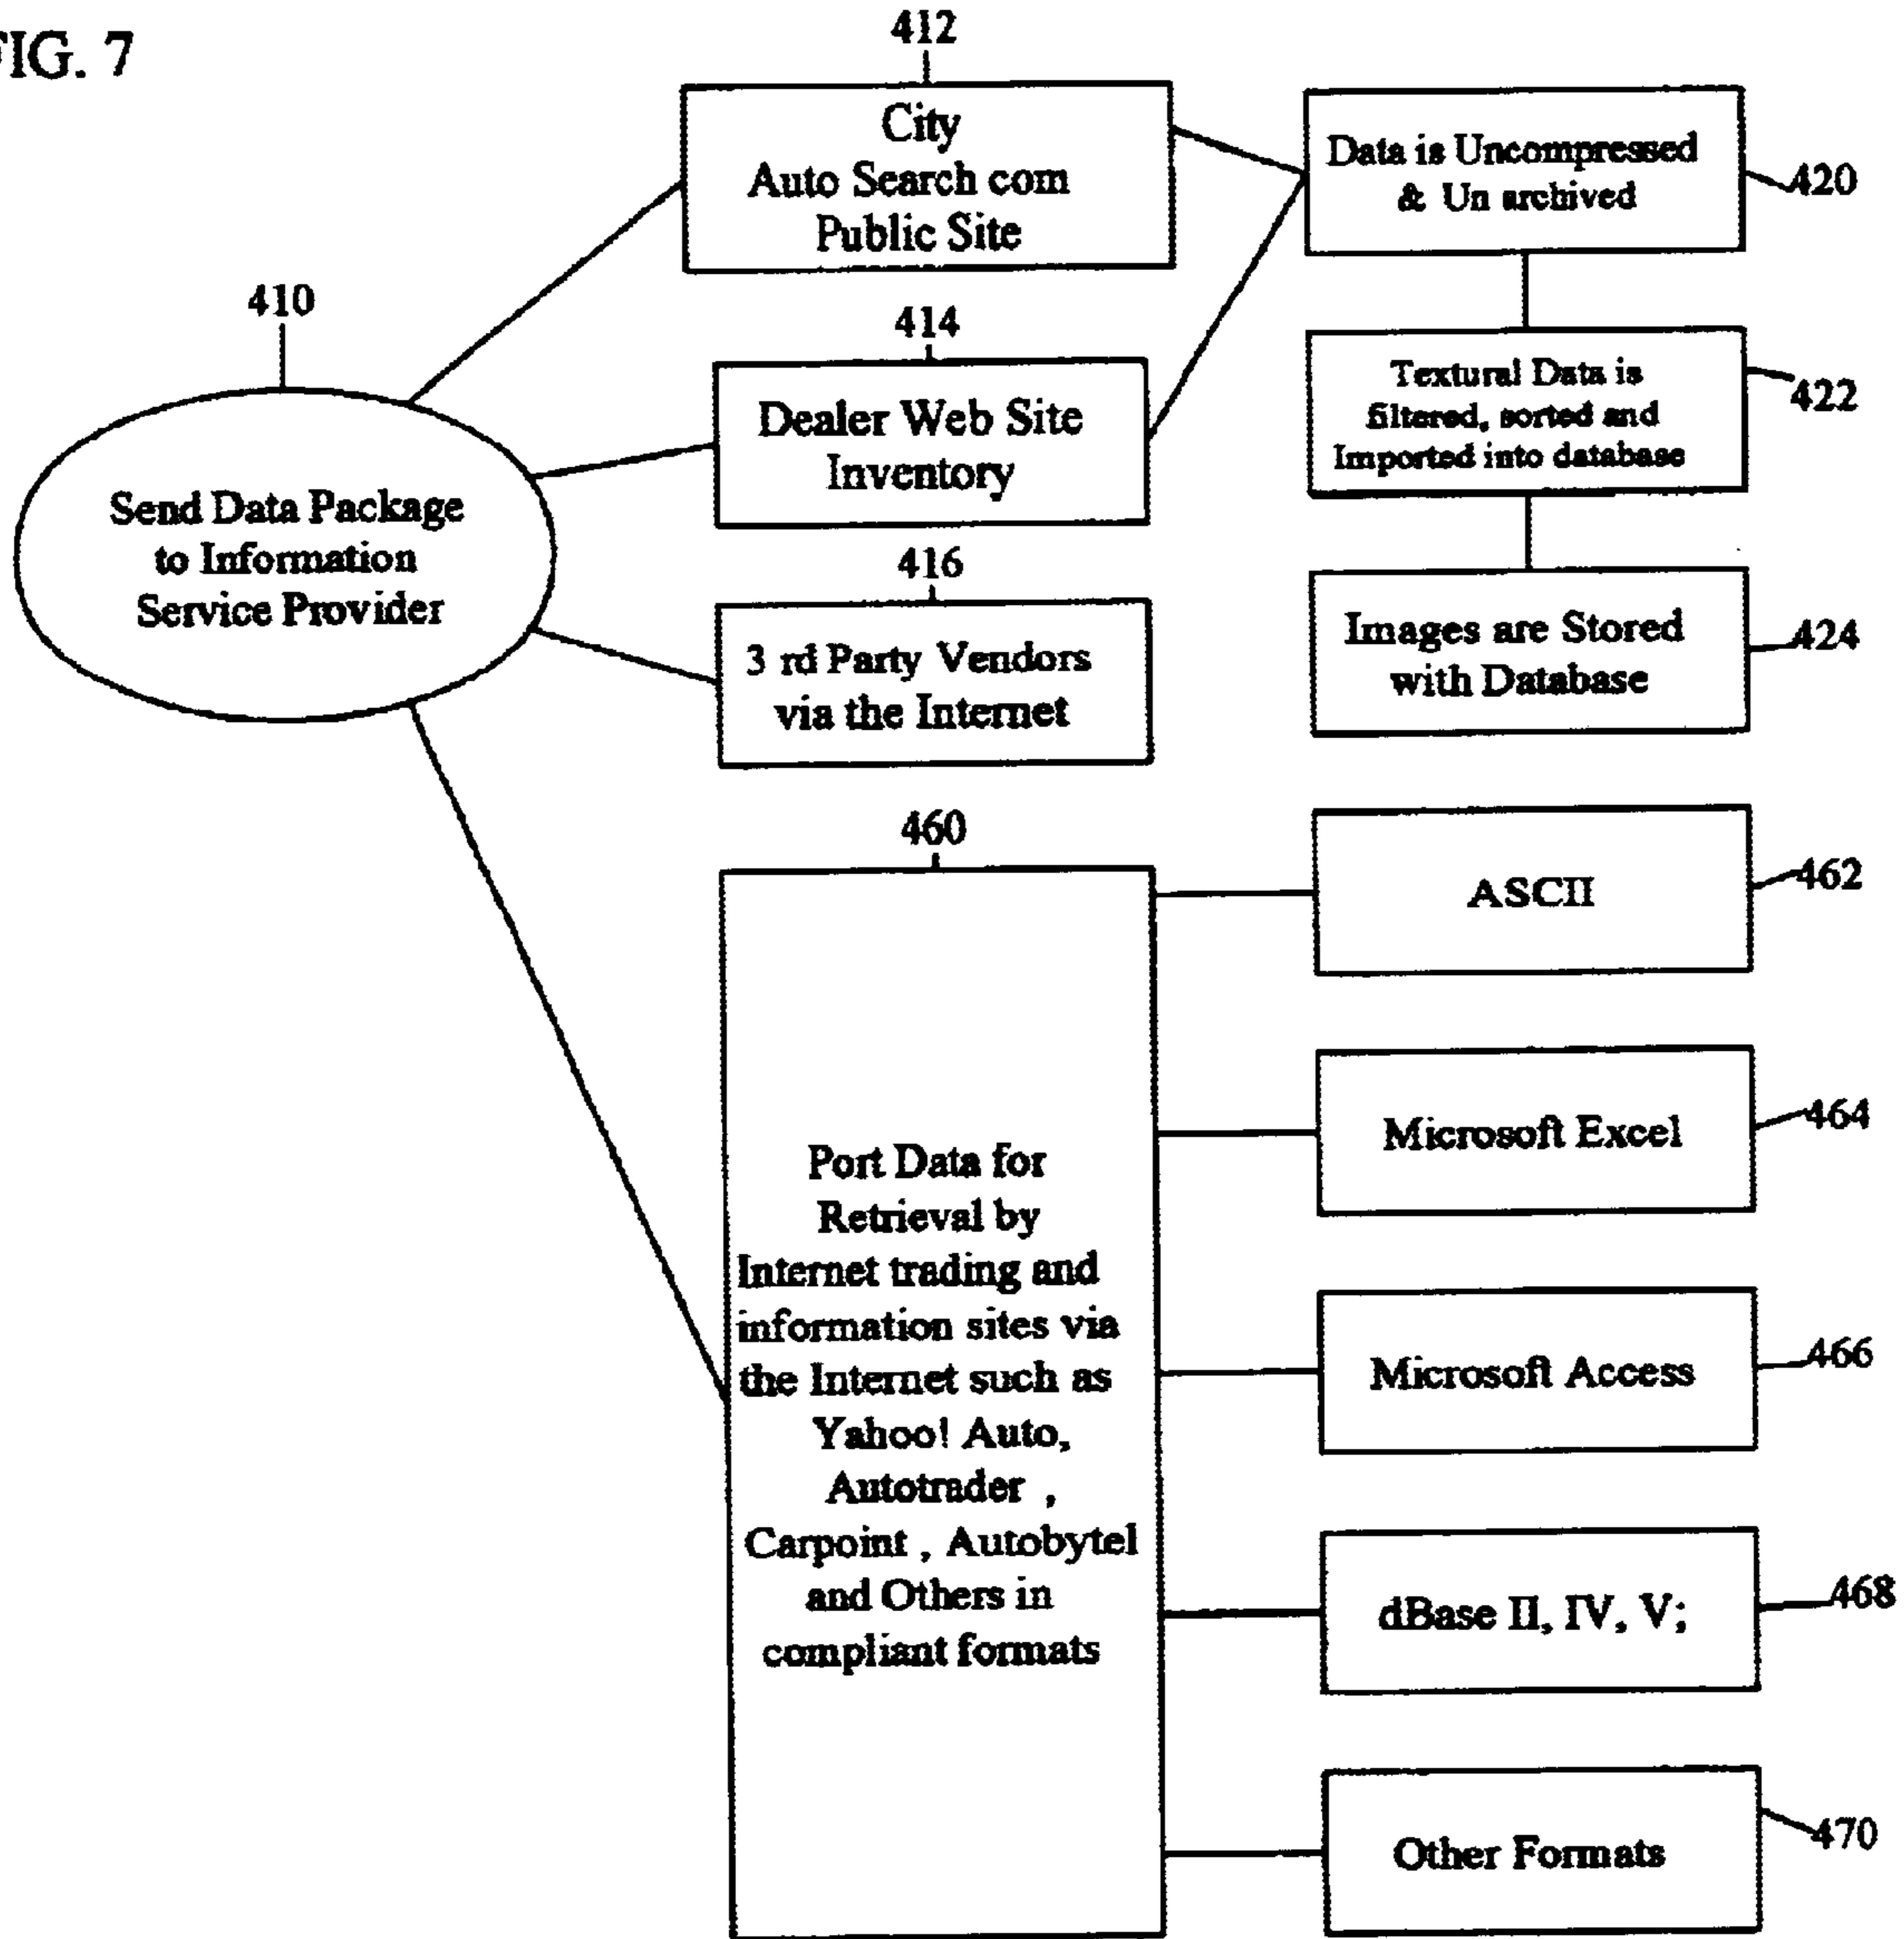 FIG. 7
412
City
Auto Search com
Public Site
Data is Uncompressed
& Un archived
420
410
Send Data Package
to Information
Service Provider
414
Dealer Web Site
Inventory
Textural Data is
filtered, sorted and
Imported into database
422
416
3 rd Party Vendors
via the Internet
Images are Stored
with Database
424
460
Port Data for
Retrieval by
Internet trading and
information sites via
the Internet such as
Yahoo! Auto,
Autotrader ,
Carpoint , Autobytel
and Others in
compliant formats
ASCII
462
Microsoft Excel
464
Microsoft Access
466
dBase II, IV, V;
468
Other Formats
470